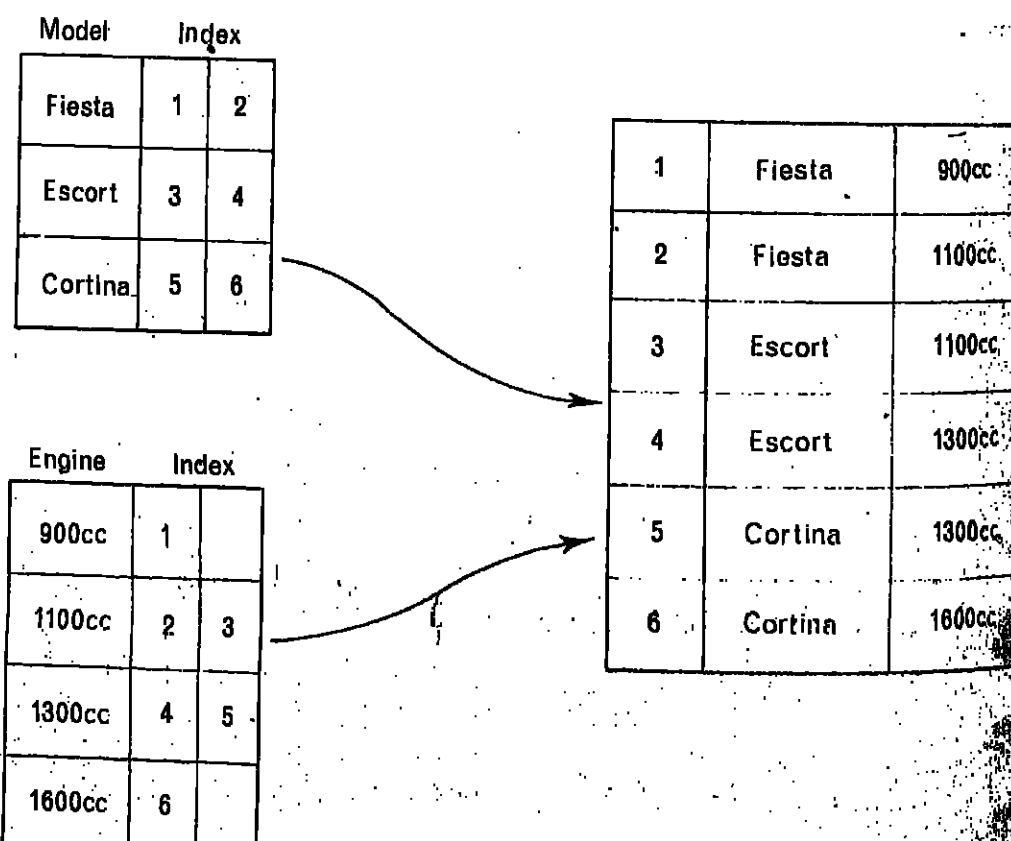 Model Index
Fiesta 1 2
Escort 3 4
Cortina 5 6
Engine Index
900cc 1
1100cc 2 3
1300cc 4 5
1600cc 6
1 Fiesta 900cc
2 Fiesta 1100cc
3 Escort 1100cc
4 Escort 1300cc
5 Cortina 1300cc
6 Cortina 1600cc